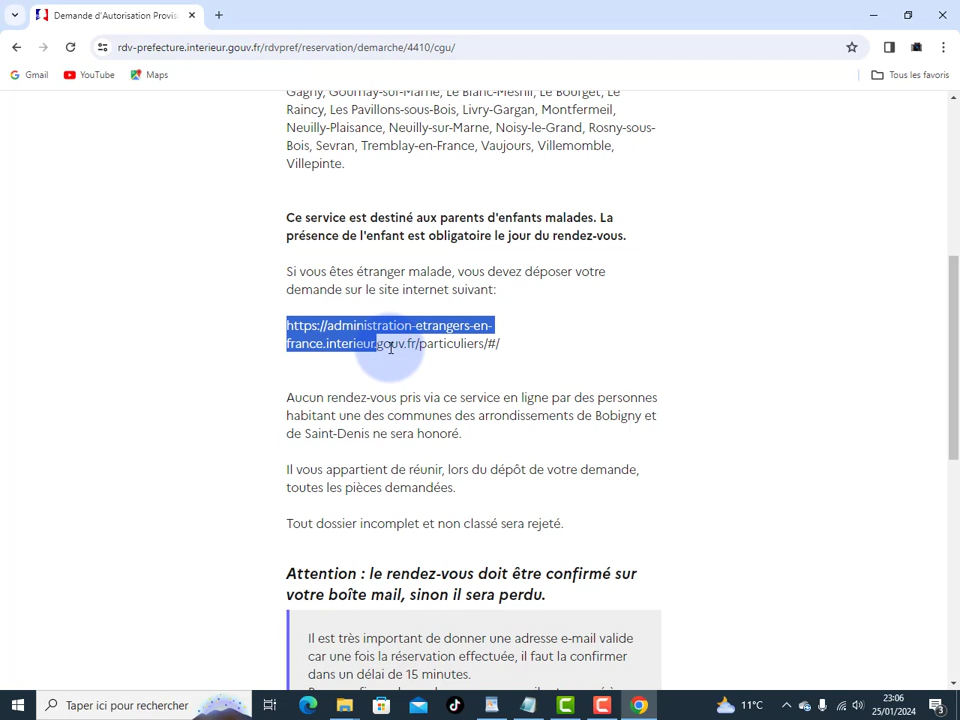 Demande d'Autorisation Provis
rdv-prefecture.interieur.gouv.fr/rdvpref/reservation/demarche/4410/cgu/
Gmail YouTube Maps Tous les favoris
Gagny, Gournay-sur-Marne, Le Blanc-Mesnil, Le Bourget, Le
Raincy, Les Pavillons-sous-Bois, Livry-Gargan, Montfermeil,
Neuilly-Plaisance, Neuilly-sur-Marne, Noisy-le-Grand, Rosny-sous-
Bois, Sevran, Tremblay-en-France, Vaujours, Villemomble,
Villepinte.
Ce service est destiné aux parents d'enfants malades. La
présence de l'enfant est obligatoire le jour du rendez-vous.
Si vous êtes étranger malade, vous devez déposer votre
demande sur le site internet suivant:
https://administration-etrangers-en-
france.interieur.gouv.fr/particuliers/#/
Aucun rendez-vous pris via ce service en ligne par des personnes
habitant une des communes des arrondissements de Bobigny et
de Saint-Denis ne sera honoré.
Il vous appartient de réunir, lors du dépôt de votre demande,
toutes les pièces demandées.
Tout dossier incomplet et non classé sera rejeté.
Attention : le rendez-vous doit être confirmé sur
votre boîte mail, sinon il sera perdu.
Il est très important de donner une adresse e-mail valide
car une fois la réservation effectuée, il faut la confirmer
dans un délai de 15 minutes.
Taper ici pour rechercher
11°C
23:06
25/01/2024
3